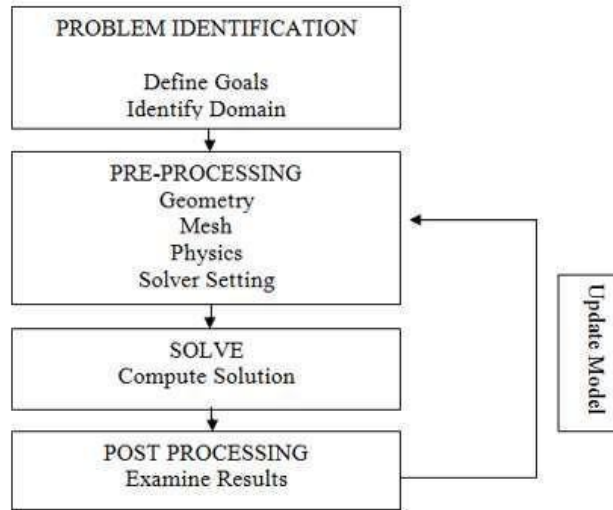 PROBLEM IDENTIFICATION
Define Goals
Identify Domain
PRE-PROCESSING
Geometry
Mesh
Physics
Solver Setting
SOLVE
Compute Solution
POST PROCESSING
Examine Results
Update Model